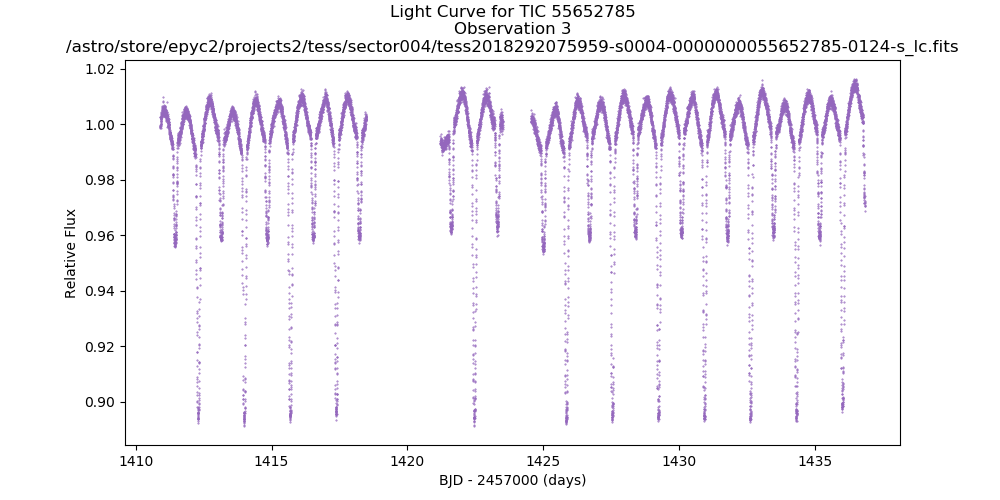 Light Curve for TIC 55652785
Observation 3
/astro/store/epyc2/projects2/tess/sector004/tess2018292075959-s0004-0000000055652785-0124-s_lc.fits
1.02
1.00
0.98
0.96
0.94
0.92
0.90
Relative Flux
1410 1415 1420 1425 1430 1435
BJD - 2457000 (days)